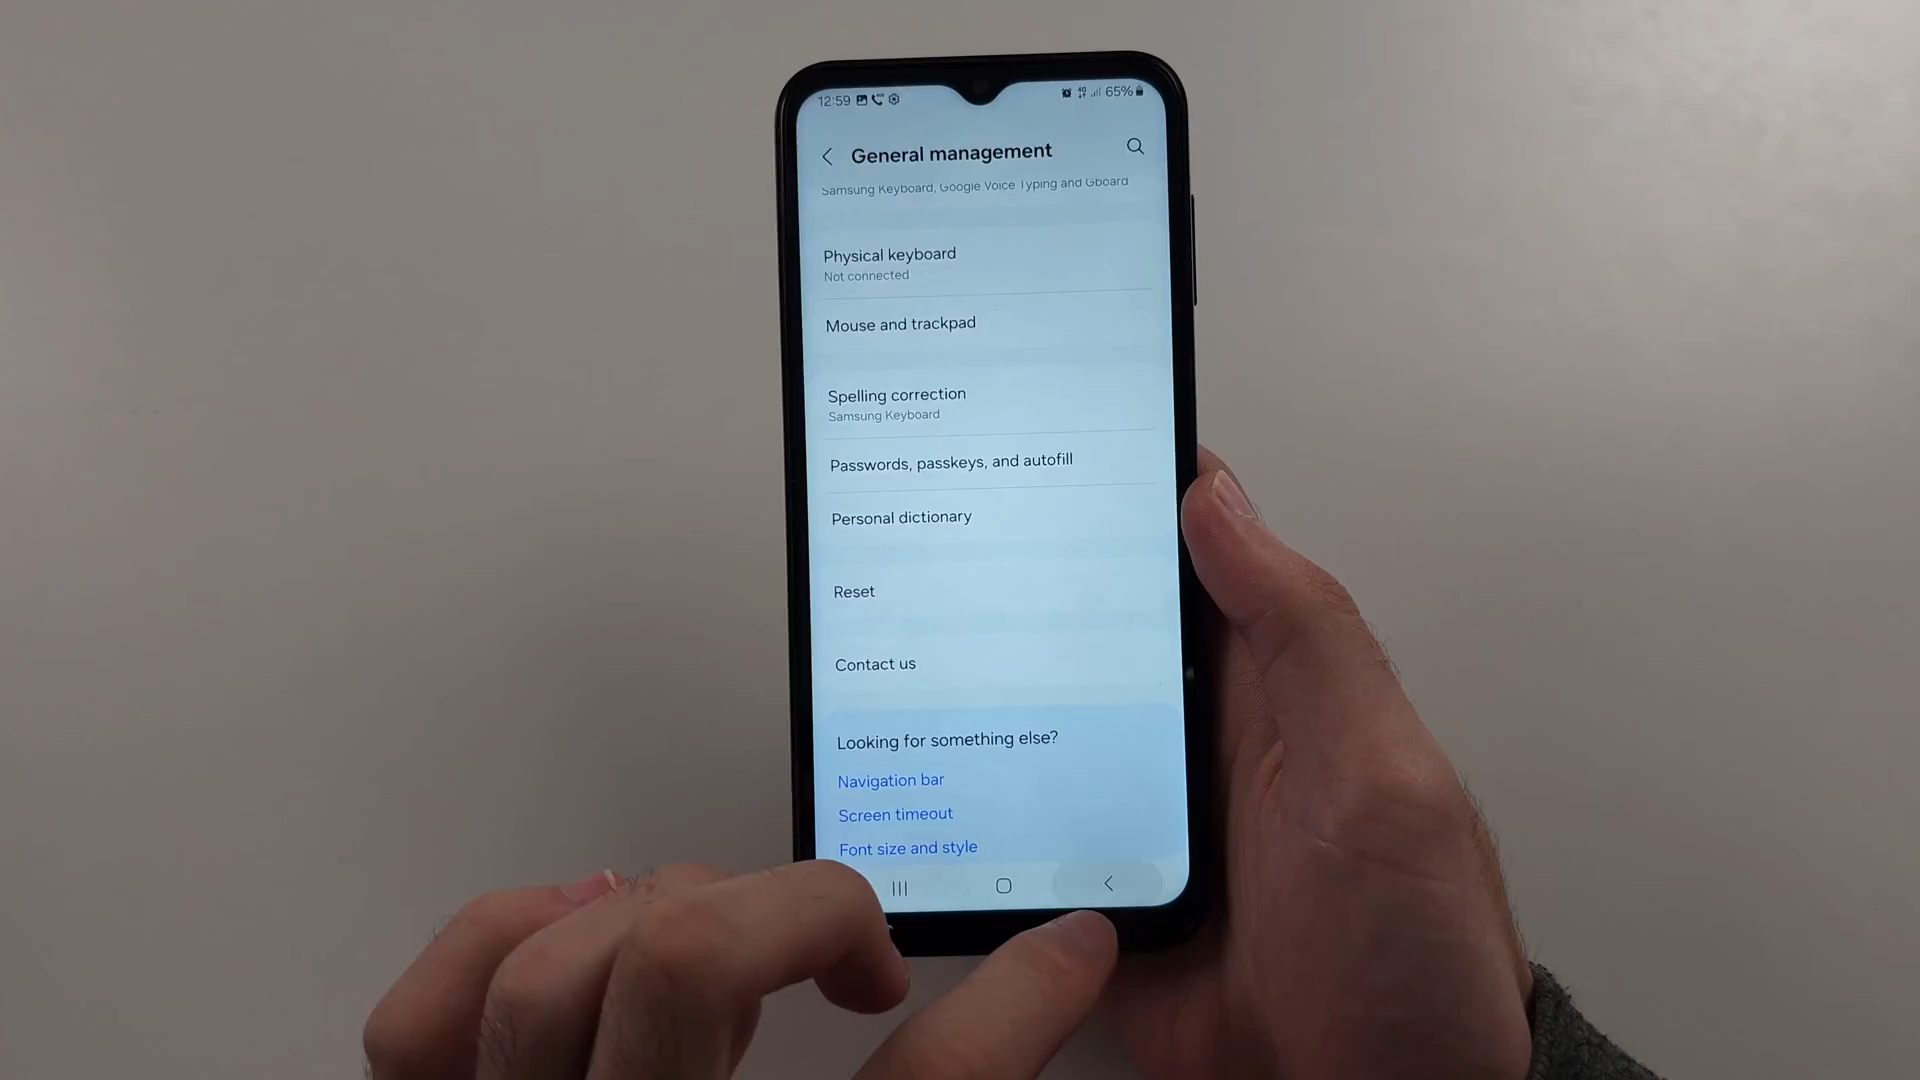 12:59
65%
General management
Samsung Keyboard, Google Voice Typing and Gboard
Physical keyboard
Not connected
Mouse and trackpad
Spelling correction
Samsung Keyboard
Passwords, passkeys, and autofill
Personal dictionary
Reset
Contact us
Looking for something else?
Navigation bar
Screen timeout
Font size and style